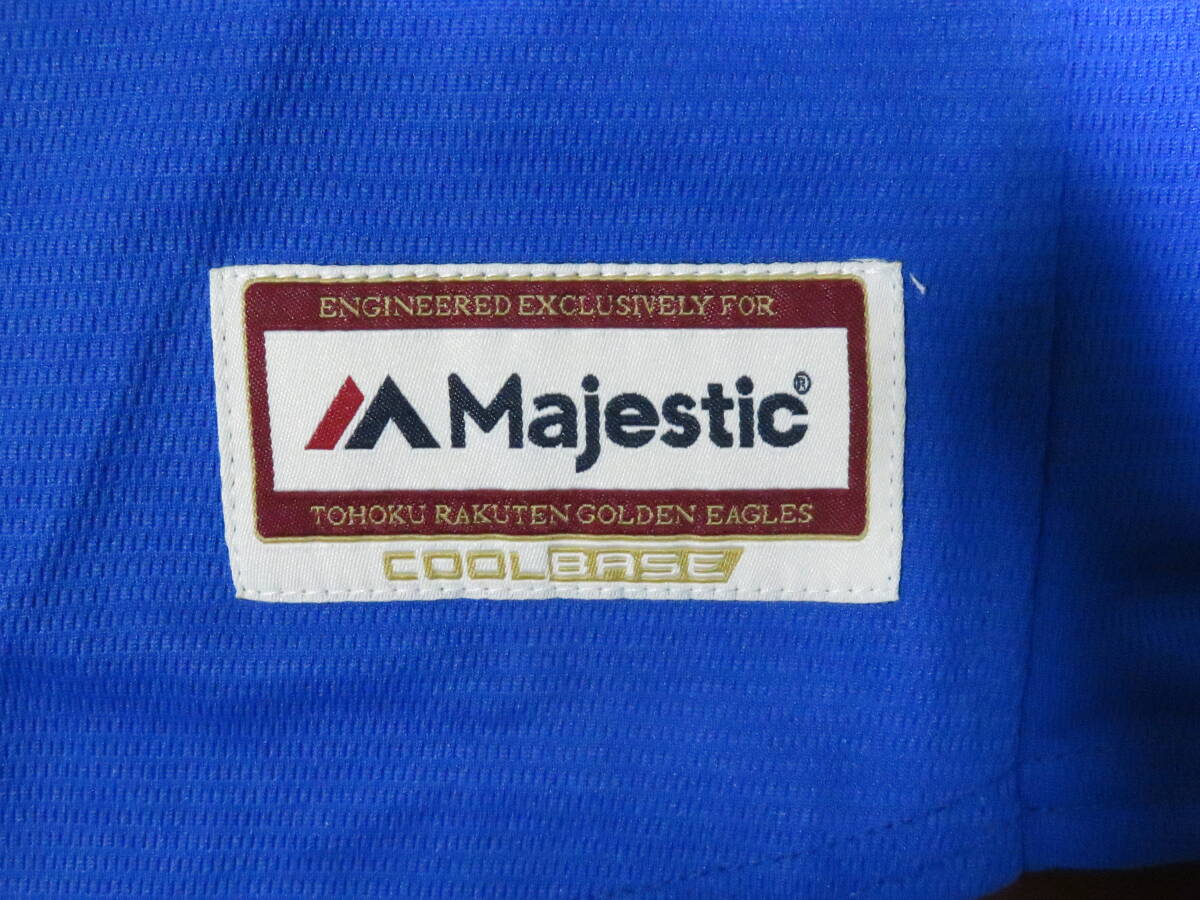 ENGINEERED EXCLUSIVELY FOR
Majestic®
TOHOKU RAKUTEN GOLDEN EAGLES
COOLBASE